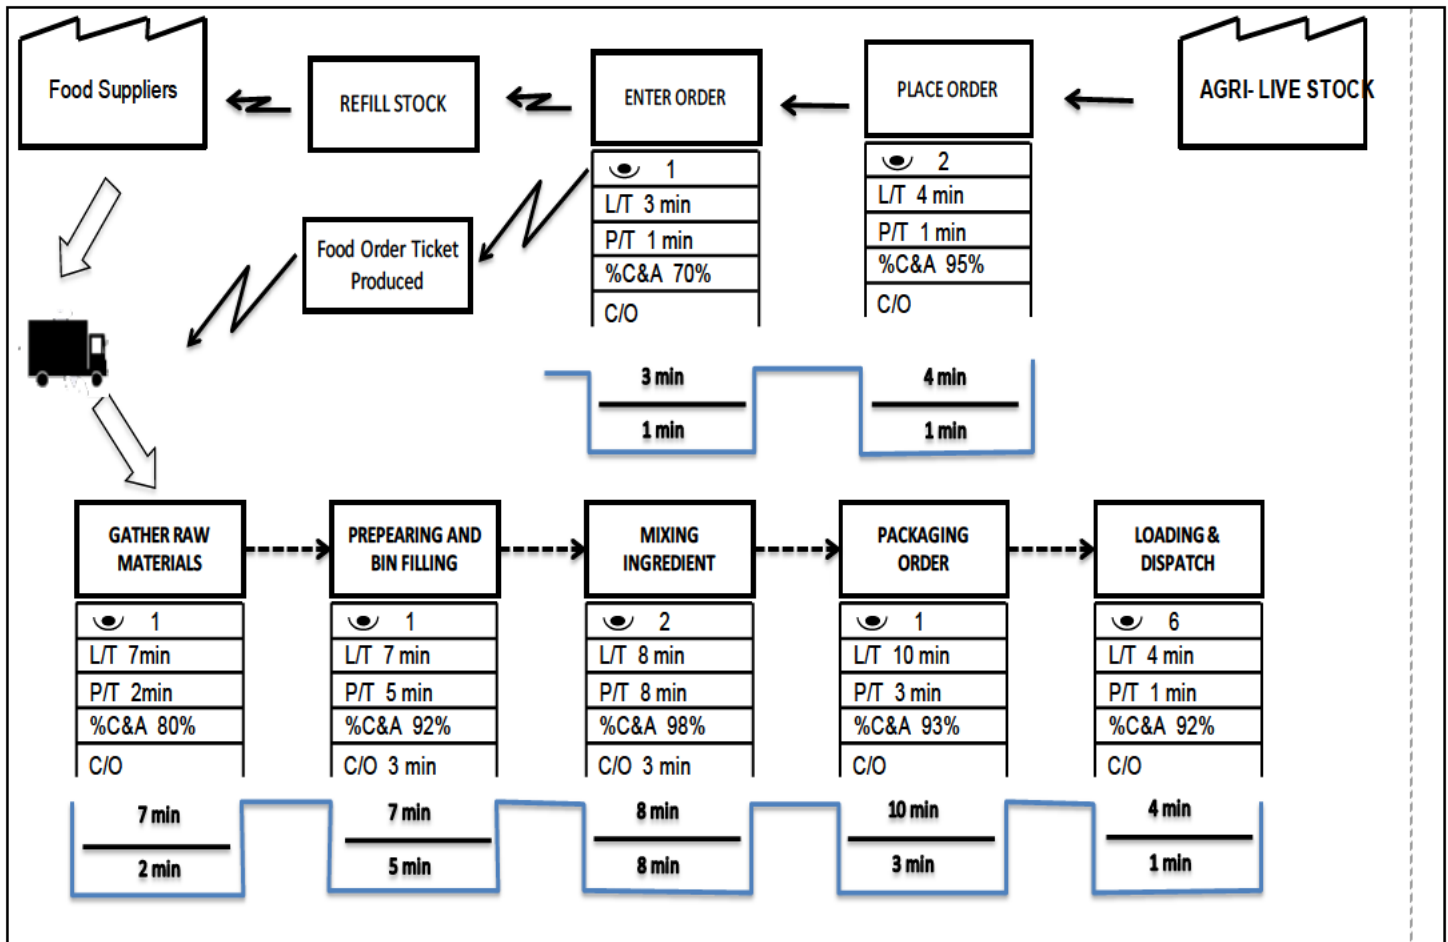 Food Suppliers
REFILL STOCK
ENTER ORDER
PLACE ORDER
AGRI- LIVE STOCK
1
L/T 3 min
P/T 1 min
%C&A 70%
C/O
2
L/T 4 min
P/T 1 min
%C&A 95%
C/O
Food Order Ticket
Produced
3 min
1 min
4 min
1 min
GATHER RAW
MATERIALS
PREPEARING AND
BIN FILLING
MIXING
INGREDIENT
PACKAGING
ORDER
LOADING &
DISPATCH
1
L/T 7min
P/T 2min
%C&A 80%
C/O
1
L/T 7 min
P/T 5 min
%C&A 92%
C/O 3 min
2
L/T 8 min
P/T 8 min
%C&A 98%
C/O 3 min
1
L/T 10 min
P/T 3 min
%C&A 93%
C/O
6
L/T 4 min
P/T 1 min
%C&A 92%
C/O
7 min
2 min
7 min
5 min
8 min
8 min
10 min
3 min
4 min
1 min